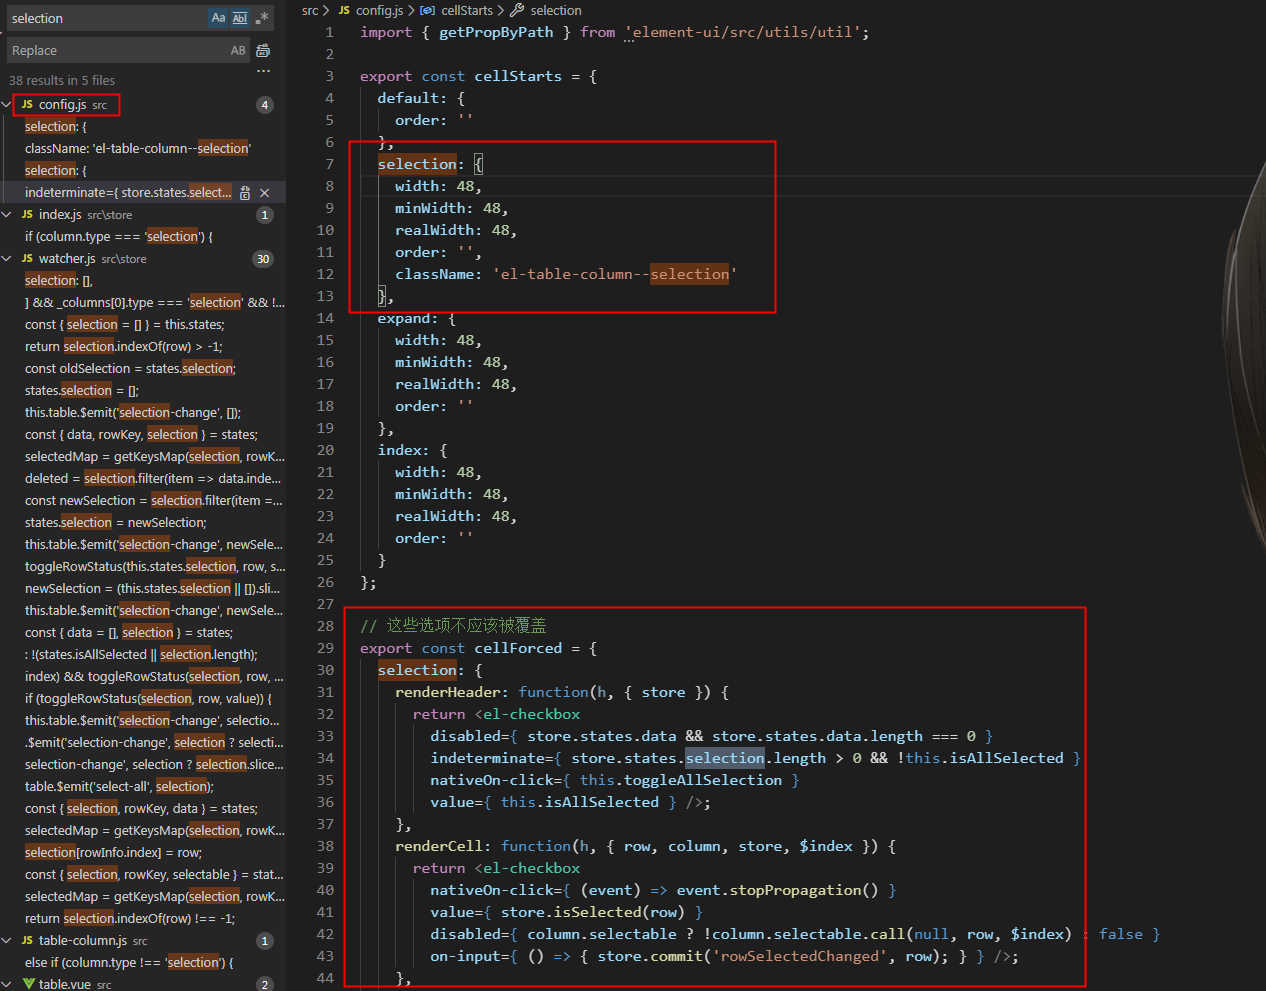 selection
Aa Abl .*
Replace
AB
...
38 results in 5 files
JS config.js src 4
selection: {
className: 'el-table-column--selection'
selection: {
indeterminate={ store.states.select...
JS index.js src\store 1
if (column.type === 'selection') {
JS watcher.js src\store 30
selection: [],
] && _columns[0].type === 'selection' && !...
const { selection = [] } = this.states;
return selection.indexOf(row) > -1;
const oldSelection = states.selection;
states.selection = [];
this.table.$emit('selection-change', []);
const { data, rowKey, selection } = states;
selectedMap = getKeysMap(selection, rowK...
deleted = selection.filter(item => data.inde...
const newSelection = selection.filter(item =...
states.selection = newSelection;
this.table.$emit('selection-change', newSele...
toggleRowStatus(this.states.selection, row, s...
newSelection = (this.states.selection || []).sli...
this.table.$emit('selection-change', newSele...
const { data = [], selection } = states;
: !(states.isAllSelected || selection.length);
index) && toggleRowStatus(selection, row, ...
if (toggleRowStatus(selection, row, value)) {
this.table.$emit('selection-change', selectio...
.$emit('selection-change', selection ? selecti...
selection-change', selection ? selection.slice...
table.$emit('select-all', selection);
const { selection, rowKey, data } = states;
selectedMap = getKeysMap(selection, rowK...
selection[rowInfo.index] = row;
const { selection, rowKey, selectable } = stat...
selectedMap = getKeysMap(selection, rowK...
return selection.indexOf(row) !== -1;
JS table-column.js src 1
else if (column.type !== 'selection') {
table.vue src 2
src > JS config.js > cellStarts > selection
1 import { getPropByPath } from 'element-ui/src/utils/util';
2
3 export const cellStarts = {
4 default: {
5 order: ''
6 },
7 selection: {
8 width: 48,
9 minWidth: 48,
10 realWidth: 48,
11 order: '',
12 className: 'el-table-column--selection'
13 },
14 expand: {
15 width: 48,
16 minWidth: 48,
17 realWidth: 48,
18 order: ''
19 },
20 index: {
21 width: 48,
22 minWidth: 48,
23 realWidth: 48,
24 order: ''
25 }
26 };
27
28 // 这些选项不应该被覆盖
29 export const cellForced = {
30 selection: {
31 renderHeader: function(h, { store }) {
32 return <el-checkbox
33 disabled={ store.states.data && store.states.data.length === 0 }
34 indeterminate={ store.states.selection.length > 0 && !this.isAllSelected }
35 nativeOn-click={ this.toggleAllSelection }
36 value={ this.isAllSelected } />;
37 },
38 renderCell: function(h, { row, column, store, $index }) {
39 return <el-checkbox
40 nativeOn-click={ (event) => event.stopPropagation() }
41 value={ store.isSelected(row) }
42 disabled={ column.selectable ? !column.selectable.call(null, row, $index) : false }
43 on-input={ () => { store.commit('rowSelectedChanged', row); } } />;
44 },